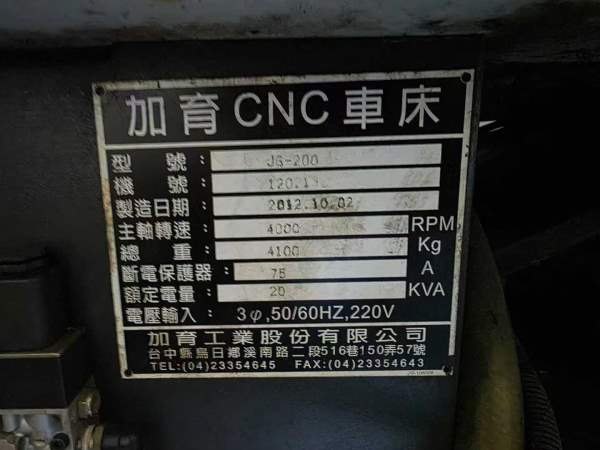 加育CNC車床
型 號: JG-200
機 號:
製造日期: 2012.10.02
主軸轉速: 4000 RPM
總 重: 4100 Kg
斷電保護器: 75 A
額定電量: 20 KVA
電壓輸入: 3φ,50/60HZ,220V
加育工業股份有限公司
台中縣烏日鄉溪南路二段516巷150弄57號
TEL:(04)23354645 FAX:(04)23354643